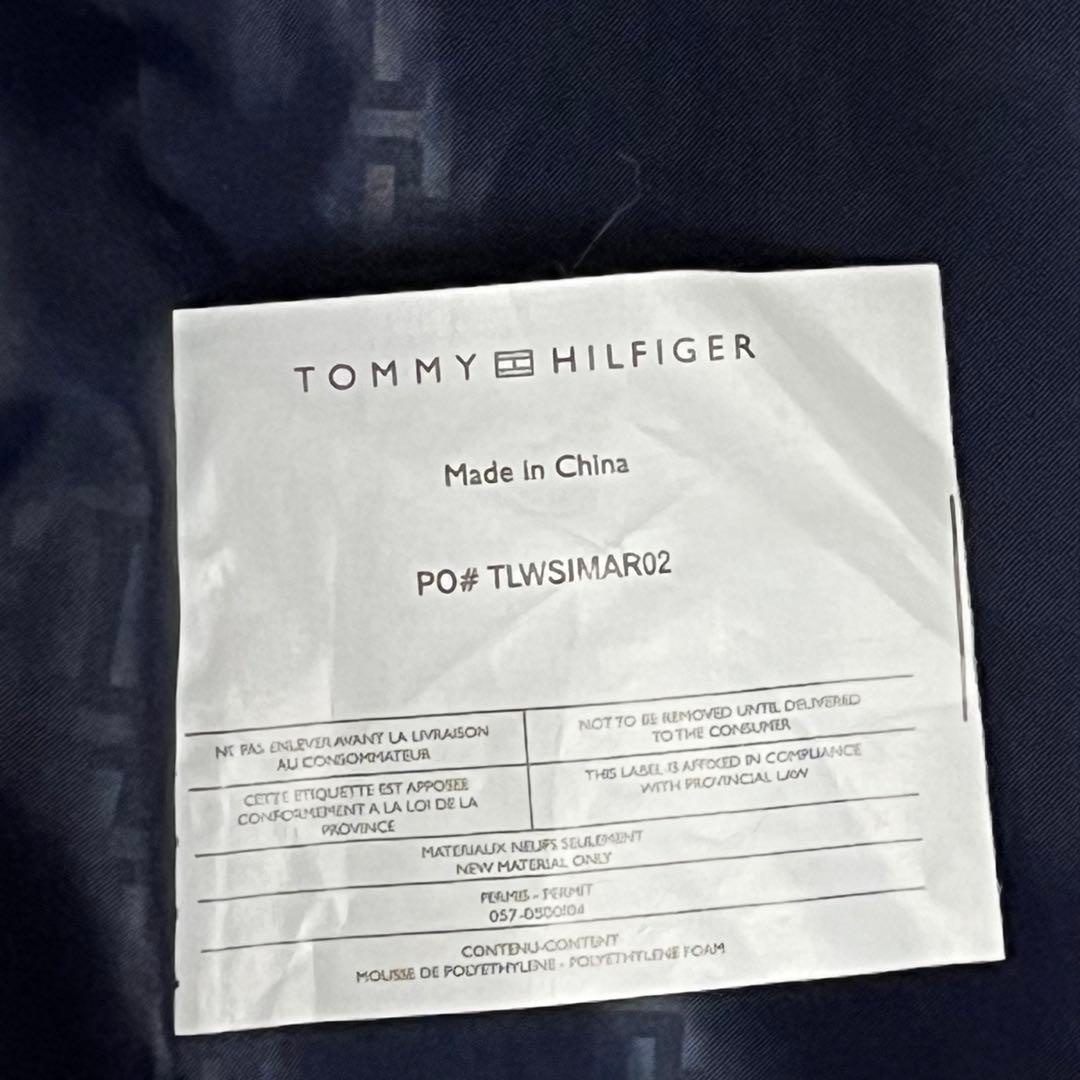 TOMMY HILFIGER
Made in China
PO# TLWSIMAR02
NE PAS ENLEVER AVANT LA LIVRAISON
AU CONSOMMATEUR
NOT TO BE REMOVED UNTIL DELIVERED
TO THE CONSUMER
CETTE ETIQUETTE EST APPOSEE
CONFORMEMENT A LA LOI DE LA
PROVINCE
THIS LABEL IS AFFIXED IN COMPLIANCE
WITH PROVINCIAL LAW
MATERIAUX NEUFS SEULEMENT
NEW MATERIAL ONLY
PERMIS - PERMIT
CONTENU-CONTENT
MOUSSE DE POLYETHYLENE - POLYETHYLENE FOAM